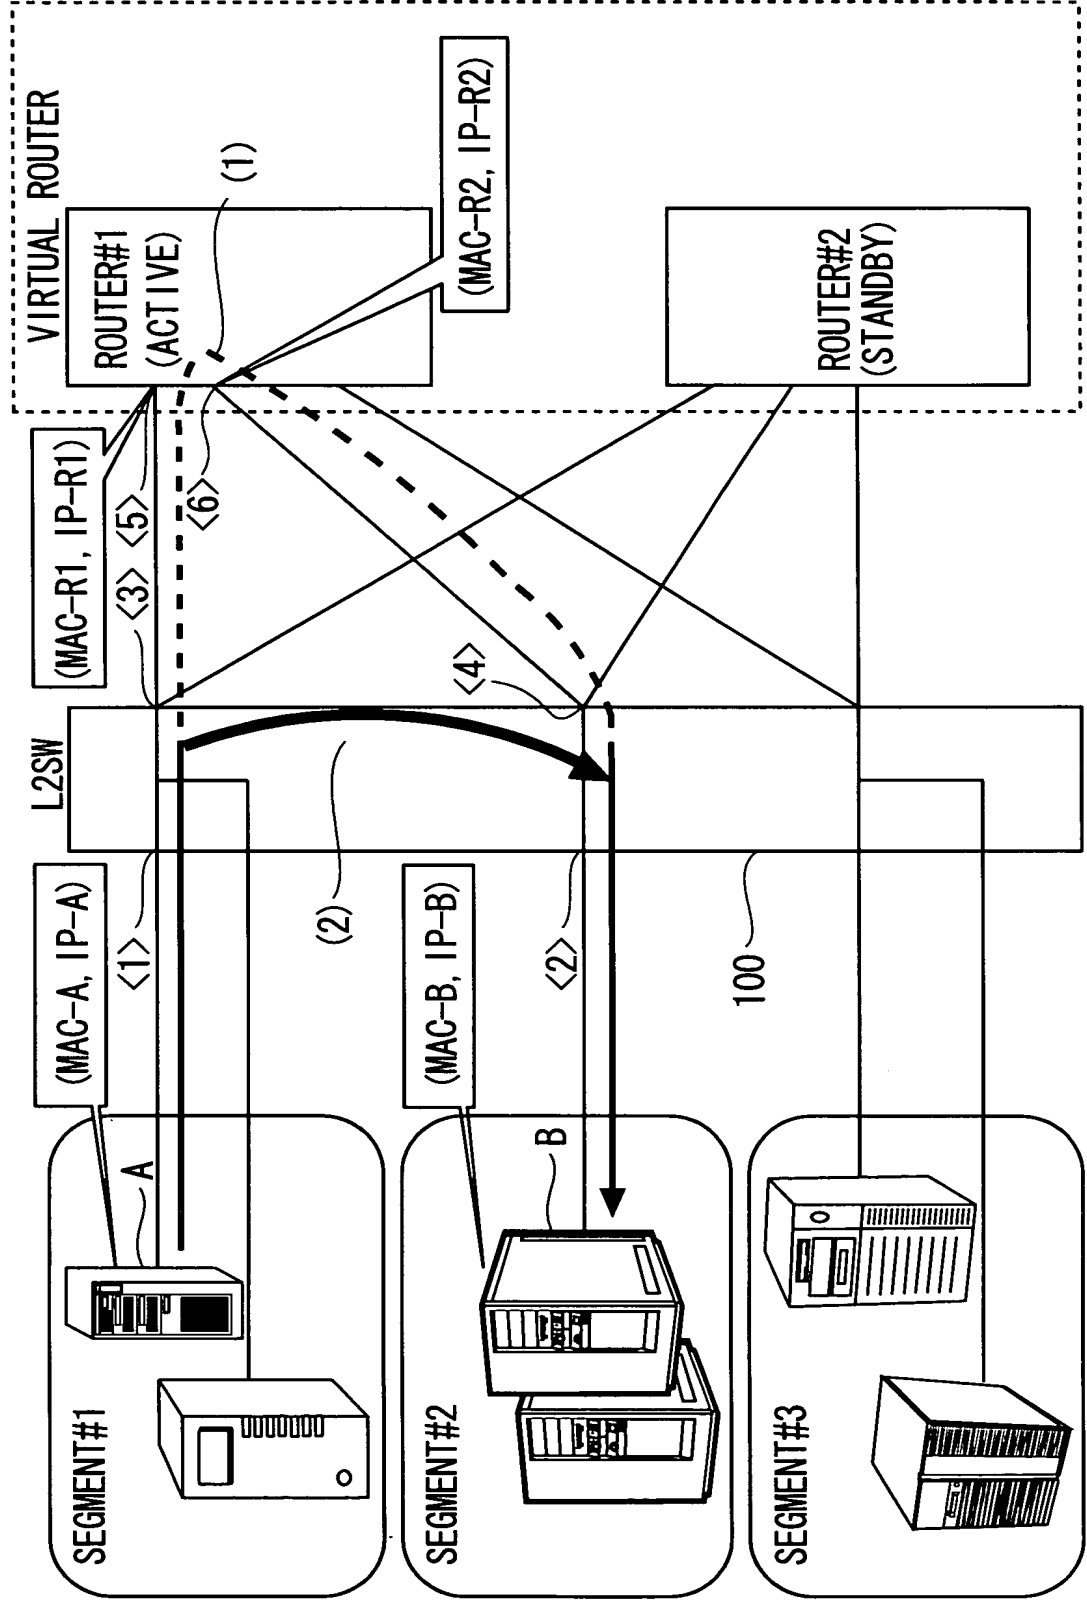 VIRTUAL ROUTER
ROUTER#1
(ACTIVE)
(1)
(MAC-R2, IP-R2)
ROUTER#2
(STANDBY)
(MAC-R1, IP-R1)
<3>
<5>
<6>
<4>
L2SW
(2)
(MAC-A, IP-A)
<1>
(MAC-B, IP-B)
<2>
100
A
SEGMENT#1
B
SEGMENT#2
SEGMENT#3